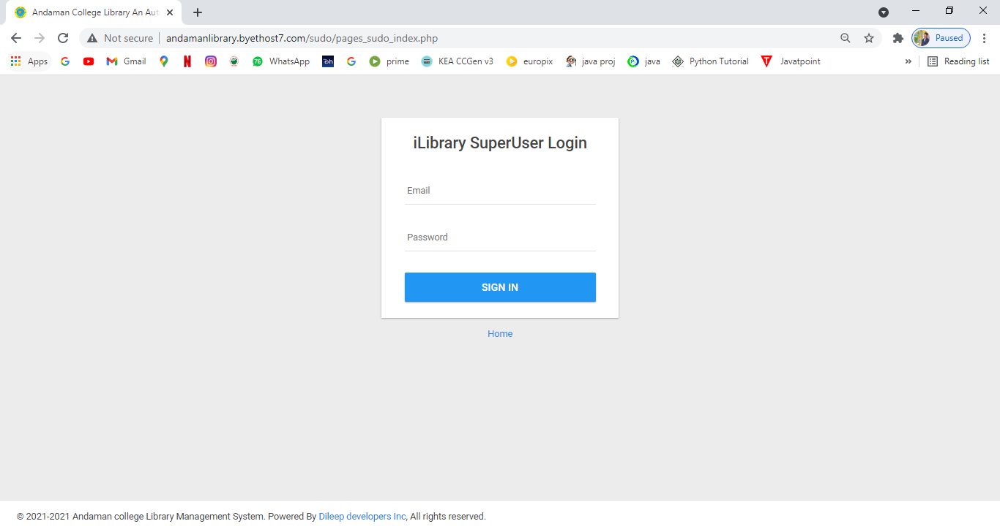 Andaman College Library An Aut
Not secure andamanlibrary.byethost7.com/sudo/pages_sudo_index.php Paused
Apps Gmail 76 WhatsApp Dh prime KEA CCGen v3 europix java proj java Python Tutorial Javatpoint » Reading list
iLibrary SuperUser Login
Email
Password
SIGN IN
Home
© 2021-2021 Andaman college Library Management System. Powered By Dileep developers Inc, All rights reserved.